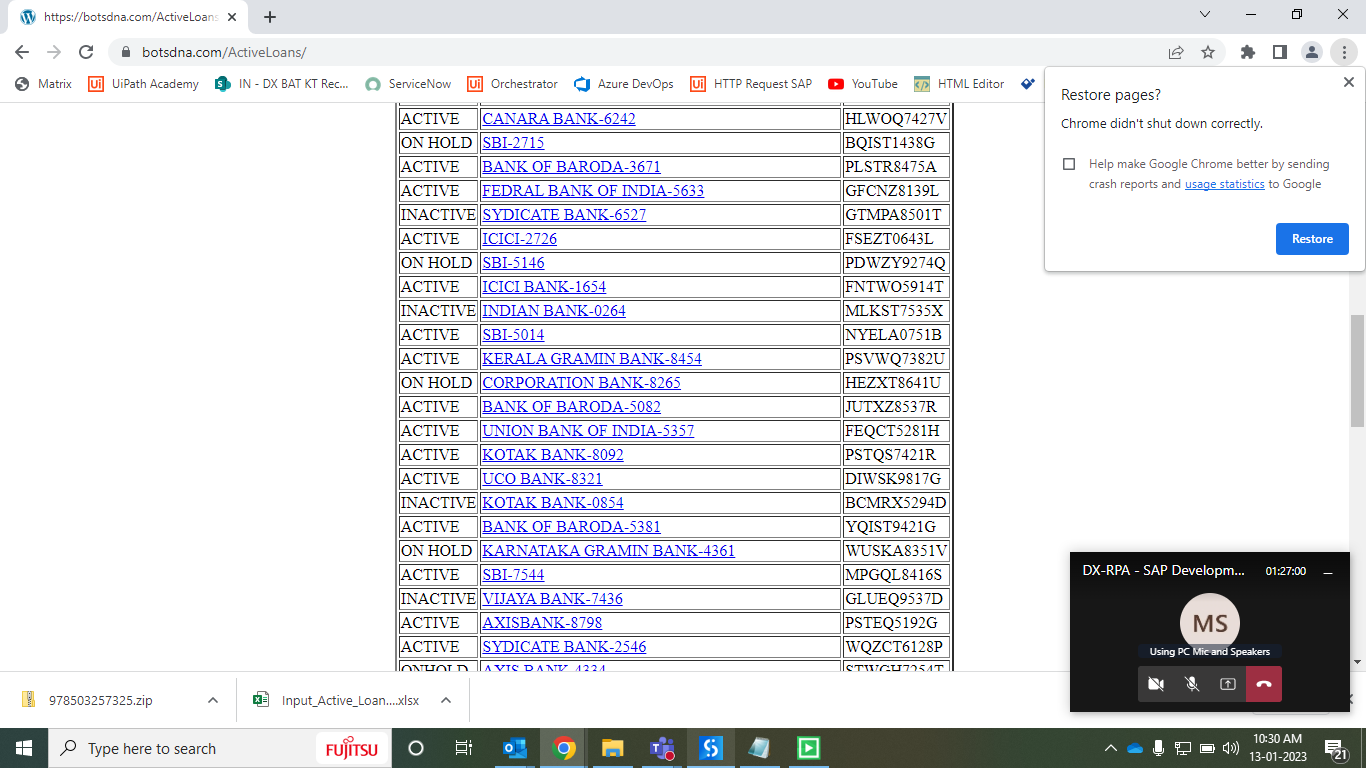 https://botsdna.com/ActiveLoans
botsdna.com/ActiveLoans/
Matrix
UiPath Academy
IN - DX BAT KT Rec...
ServiceNow
Orchestrator
Azure DevOps
HTTP Request SAP
YouTube
HTML Editor
Restore pages?
Chrome didn't shut down correctly.
Help make Google Chrome better by sending
crash reports and usage statistics to Google
Restore
ACTIVE CANARA BANK-6242 HLWOQ7427V
ON HOLD SBI-2715 BQIST1438G
ACTIVE BANK OF BARODA-3671 PLSTR8475A
ACTIVE FEDRAL BANK OF INDIA-5633 GFCNZ8139L
INACTIVE SYDICATE BANK-6527 GTMPA8501T
ACTIVE ICICI-2726 FSEZT0643L
ON HOLD SBI-5146 PDWZY9274Q
ACTIVE ICICI BANK-1654 FNTWO5914T
INACTIVE INDIAN BANK-0264 MLKST7535X
ACTIVE SBI-5014 NYELA0751B
ACTIVE KERALA GRAMIN BANK-8454 PSVWQ7382U
ON HOLD CORPORATION BANK-8265 HEZXT8641U
ACTIVE BANK OF BARODA-5082 JUTXZ8537R
ACTIVE UNION BANK OF INDIA-5357 FEQCT5281H
ACTIVE KOTAK BANK-8092 PSTQS7421R
ACTIVE UCO BANK-8321 DIWSK9817G
INACTIVE KOTAK BANK-0854 BCMRX5294D
ACTIVE BANK OF BARODA-5381 YQIST9421G
ON HOLD KARNATAKA GRAMIN BANK-4361 WUSKA8351V
ACTIVE SBI-7544 MPGQL8416S
INACTIVE VIJAYA BANK-7436 GLUEQ9537D
ACTIVE AXISBANK-8798 PSTEQ5192G
ACTIVE SYDICATE BANK-2546 WQZCT6128P
ONHOLD AXIS BANK-4334 STWGH7254T
DX-RPA - SAP Developm... 01:27:00
MS
Using PC Mic and Speakers
978503257325.zip
Input_Active_Loan....xlsx
Type here to search
FUJITSU
10:30 AM
13-01-2023
21